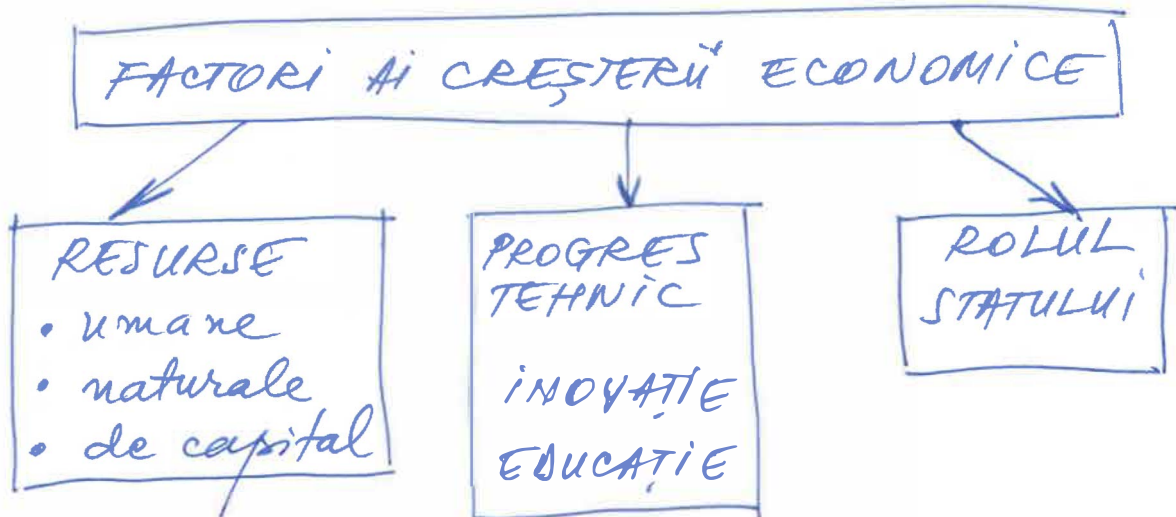 FACTORI AI CREȘTERII ECONOMICE
RESURSE
• umane
• naturale
• de capital
PROGRES
TEHNIC
INOVAȚIE
EDUCAȚIE
ROLUL
STATULUI